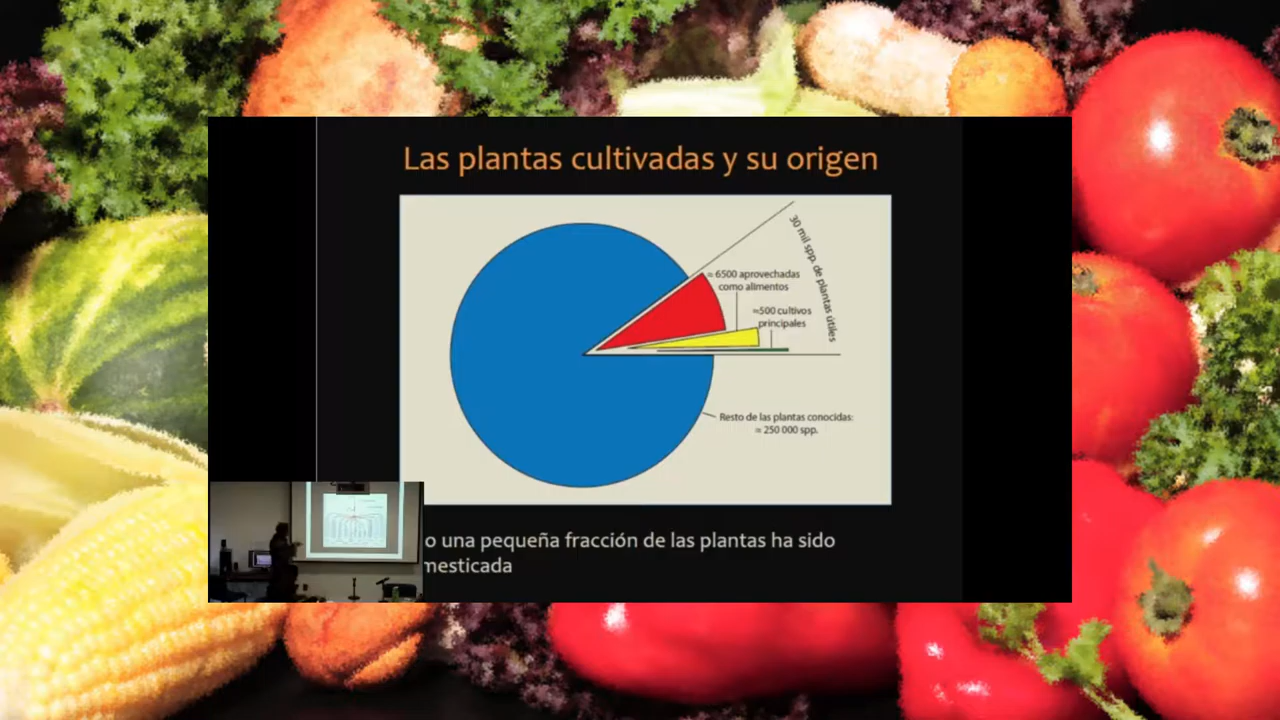 Las plantas cultivadas y su origen
30 mil spp. de plantas útiles
≈ 6500 aprovechadas
como alimentos
≈500 cultivos
principales
Resto de las plantas conocidas:
≈ 250 000 spp.
o una pequeña fracción de las plantas ha sido
mesticada